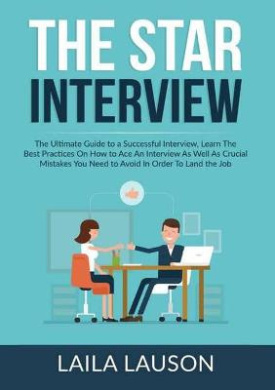 THE STAR
INTERVIEW
The Ultimate Guide to a Successful Interview, Learn The
Best Practices On How to Ace An Interview As Well As Crucial
Mistakes You Need to Avoid In Order To Land the Job
LAILA LAUSON